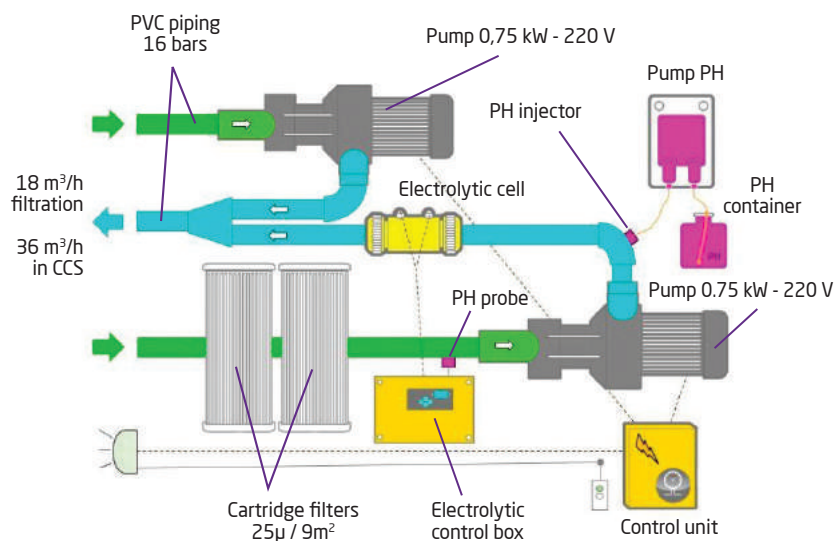 PVC piping
16 bars
Pump 0,75 kW - 220 V
Pump PH
PH injector
18 m³/h
filtration
36 m³/h
in CCS
Electrolytic cell
PH
container
PH
PH probe
Pump 0.75 kW - 220 V
Cartridge filters
25µ / 9m²
Electrolytic
control box
Control unit